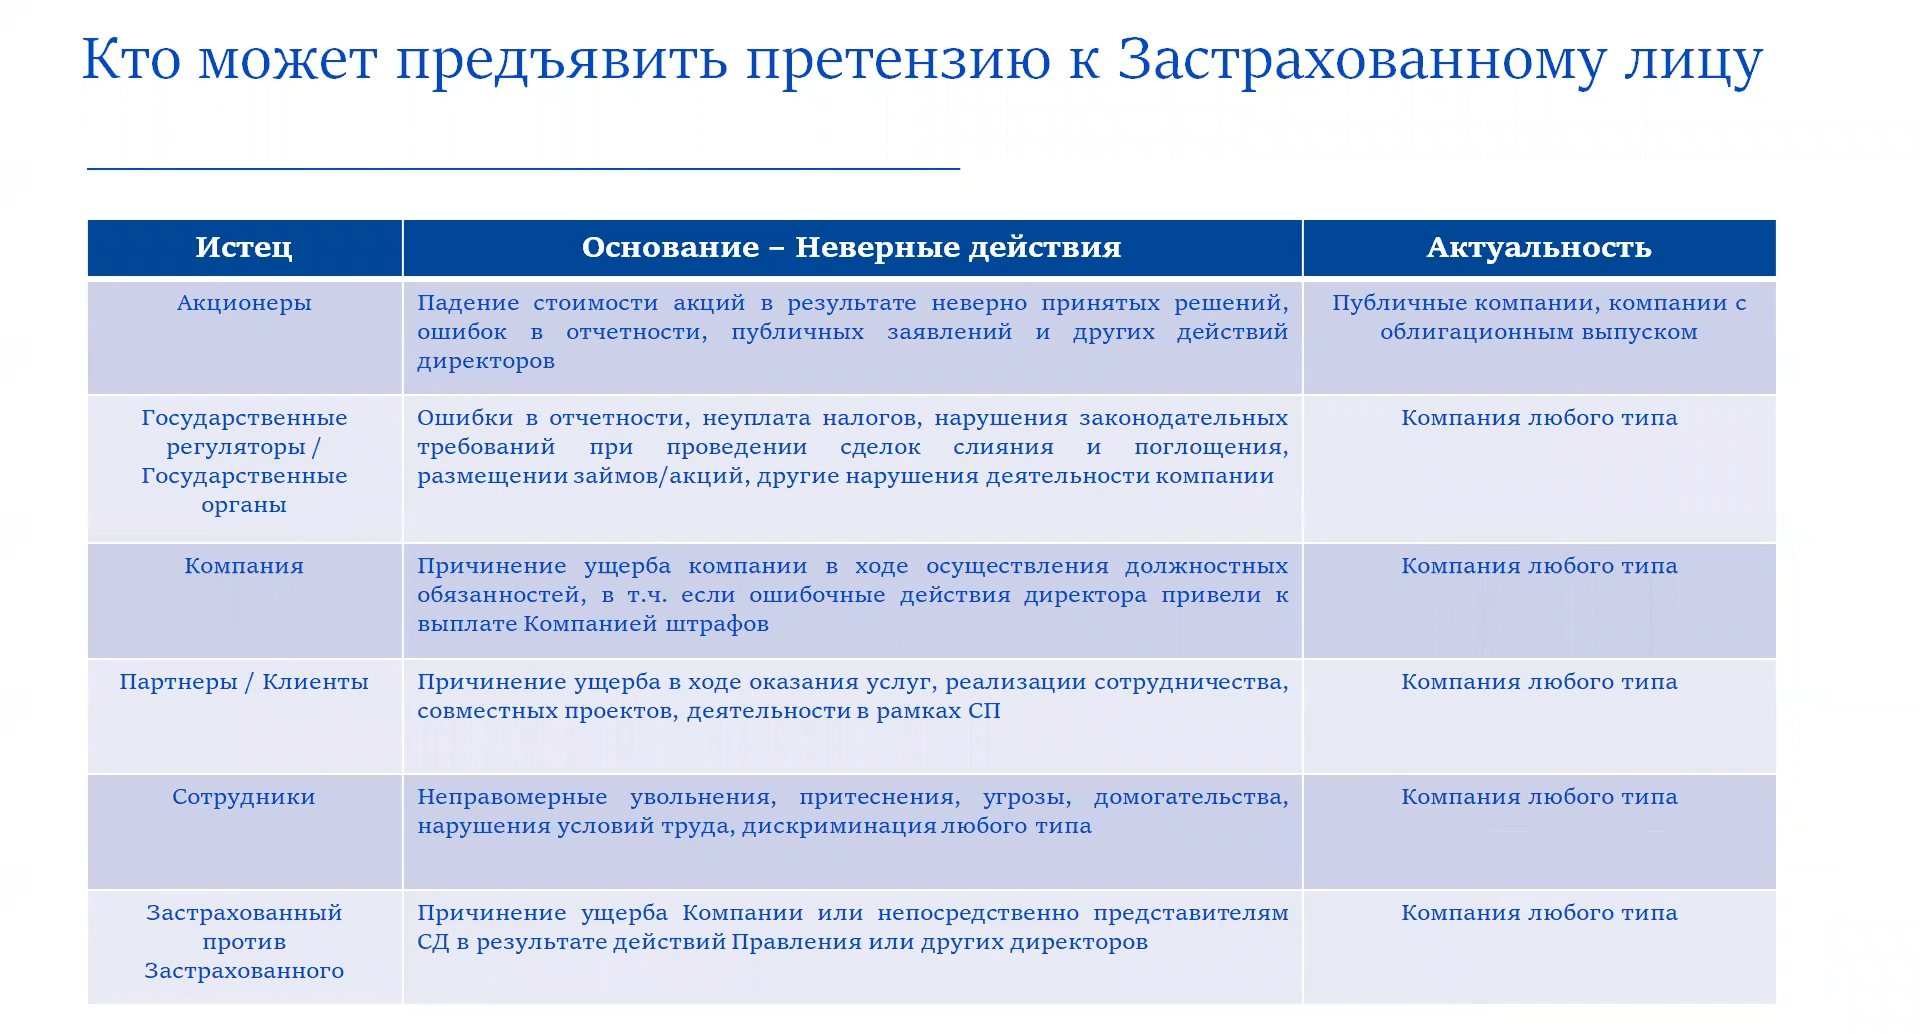 Кто может предъявить претензию к Застрахованному лицу
Истец
Основание – Неверные действия
Актуальность
Акционеры
Падение стоимости акций в результате неверно принятых решений,
ошибок в отчетности, публичных заявлений и других действий
директоров
Публичные компании, компании с
облигационным выпуском
Государственные
регуляторы /
Государственные
органы
Ошибки в отчетности, неуплата налогов, нарушения законодательных
требований при проведении сделок слияния и поглощения,
размещении займов/акций, другие нарушения деятельности компании
Компания любого типа
Компания
Причинение ущерба компании в ходе осуществления должностных
обязанностей, в т.ч. если ошибочные действия директора привели к
выплате Компанией штрафов
Компания любого типа
Партнеры / Клиенты
Причинение ущерба в ходе оказания услуг, реализации сотрудничества,
совместных проектов, деятельности в рамках СП
Компания любого типа
Сотрудники
Неправомерные увольнения, притеснения, угрозы, домогательства,
нарушения условий труда, дискриминация любого типа
Компания любого типа
Застрахованный
против
Застрахованного
Причинение ущерба Компании или непосредственно представителям
СД в результате действий Правления или других директоров
Компания любого типа